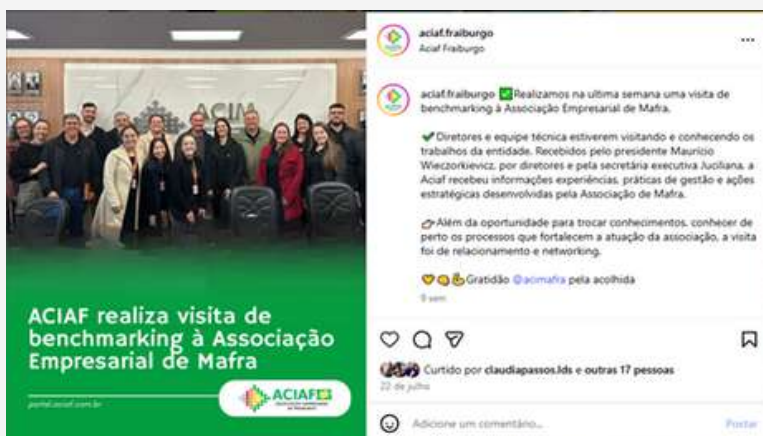 ACIM
ACIAF realiza visita de
benchmarking à Associação
Empresarial de Mafra
portal.aciaf.com.br
ACIAF
aciaf.fraiburgo
Aciaf Fraiburgo
aciaf.fraiburgo ✅Realizamos na ultima semana uma visita de
benchmarking à Associação Empresarial de Mafra.
✔Diretores e equipe técnica estiverem visitando e conhecendo os
trabalhos da entidade. Recebidos pelo presidente Maurício
Wieczorkievicz, por diretores e pela secretária executiva Juciliana, a
Aciaf recebeu informações experiências, práticas de gestão e ações
estratégicas desenvolvidas pela Associação de Mafra.
👉Além da oportunidade para trocar conhecimentos, conhecer de
perto os processos que fortalecem a atuação da associação, a visita
foi de relacionamento e networking.
Gratidão @acimafra pela acolhida
9 sem
Curtido por claudiapassos.lds e outras 17 pessoas
22 de julho
Adicione um comentário...
Postar